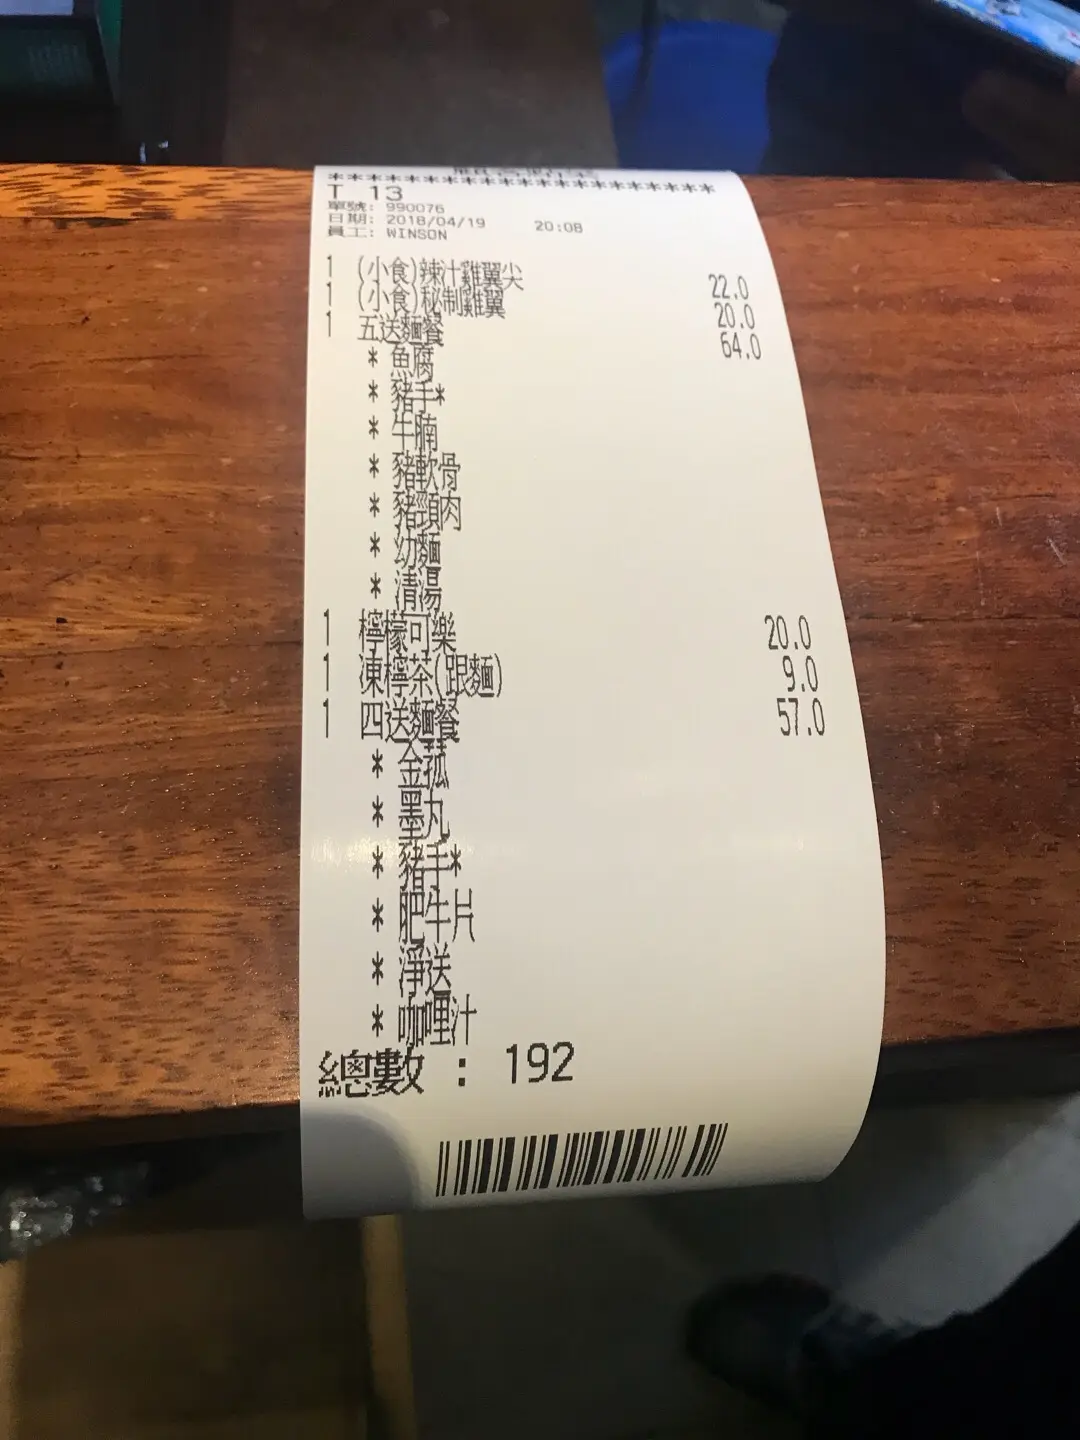 **********************
T 13
單號: 990076
日期: 2018/04/19 20:08
員工: WINSON
1 (小食)辣汁雞翼尖 22.0
1 (小食)秘制雞翼 20.0
1 五送麵餐 64.0
* 魚腐
* 豬手*
* 牛腩
* 豬軟骨
* 豬頸肉
* 幼麵
* 清湯
1 檸檬可樂 20.0
1 凍檸茶(跟麵) 9.0
1 四送麵餐 57.0
* 金菰
* 墨丸
* 豬手*
* 肥牛片
* 淨送
* 咖哩汁
總數 : 192